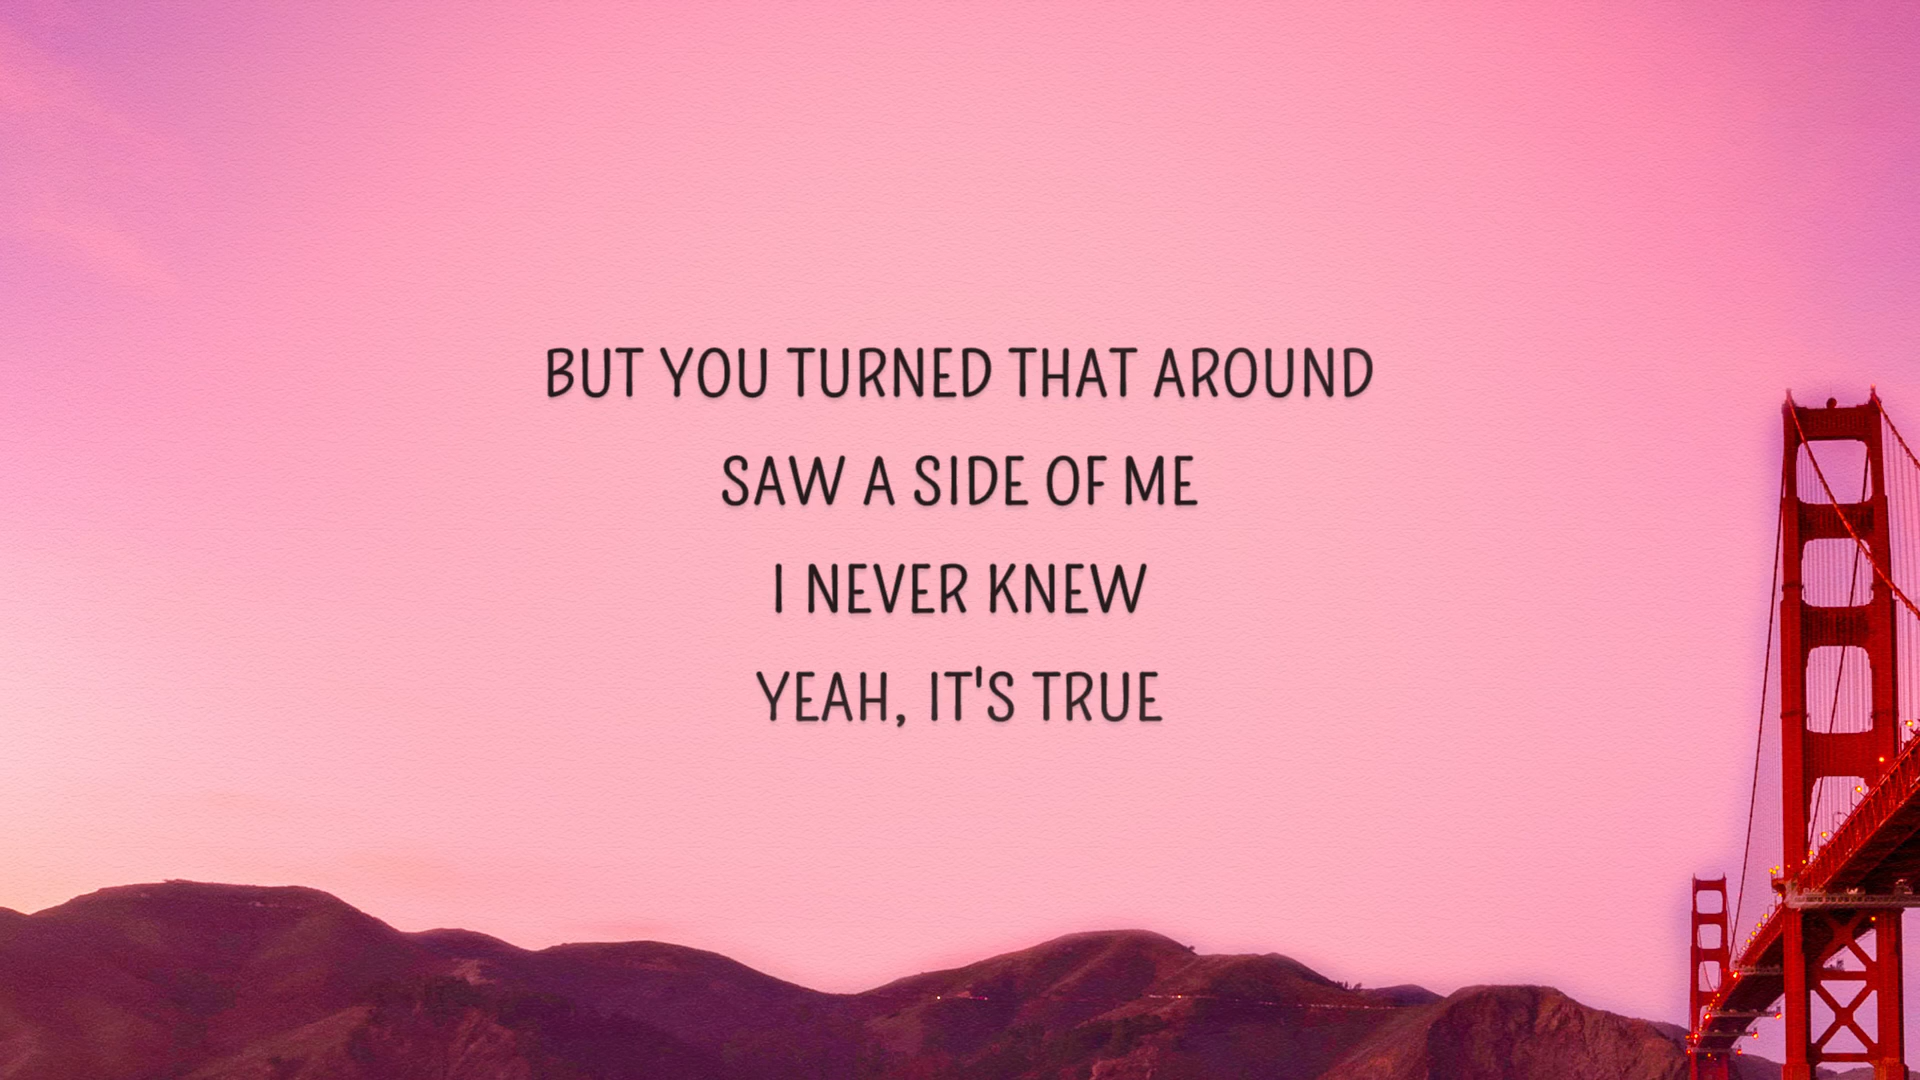 BUT YOU TURNED THAT AROUND
SAW A SIDE OF ME
I NEVER KNEW
YEAH, IT'S TRUE